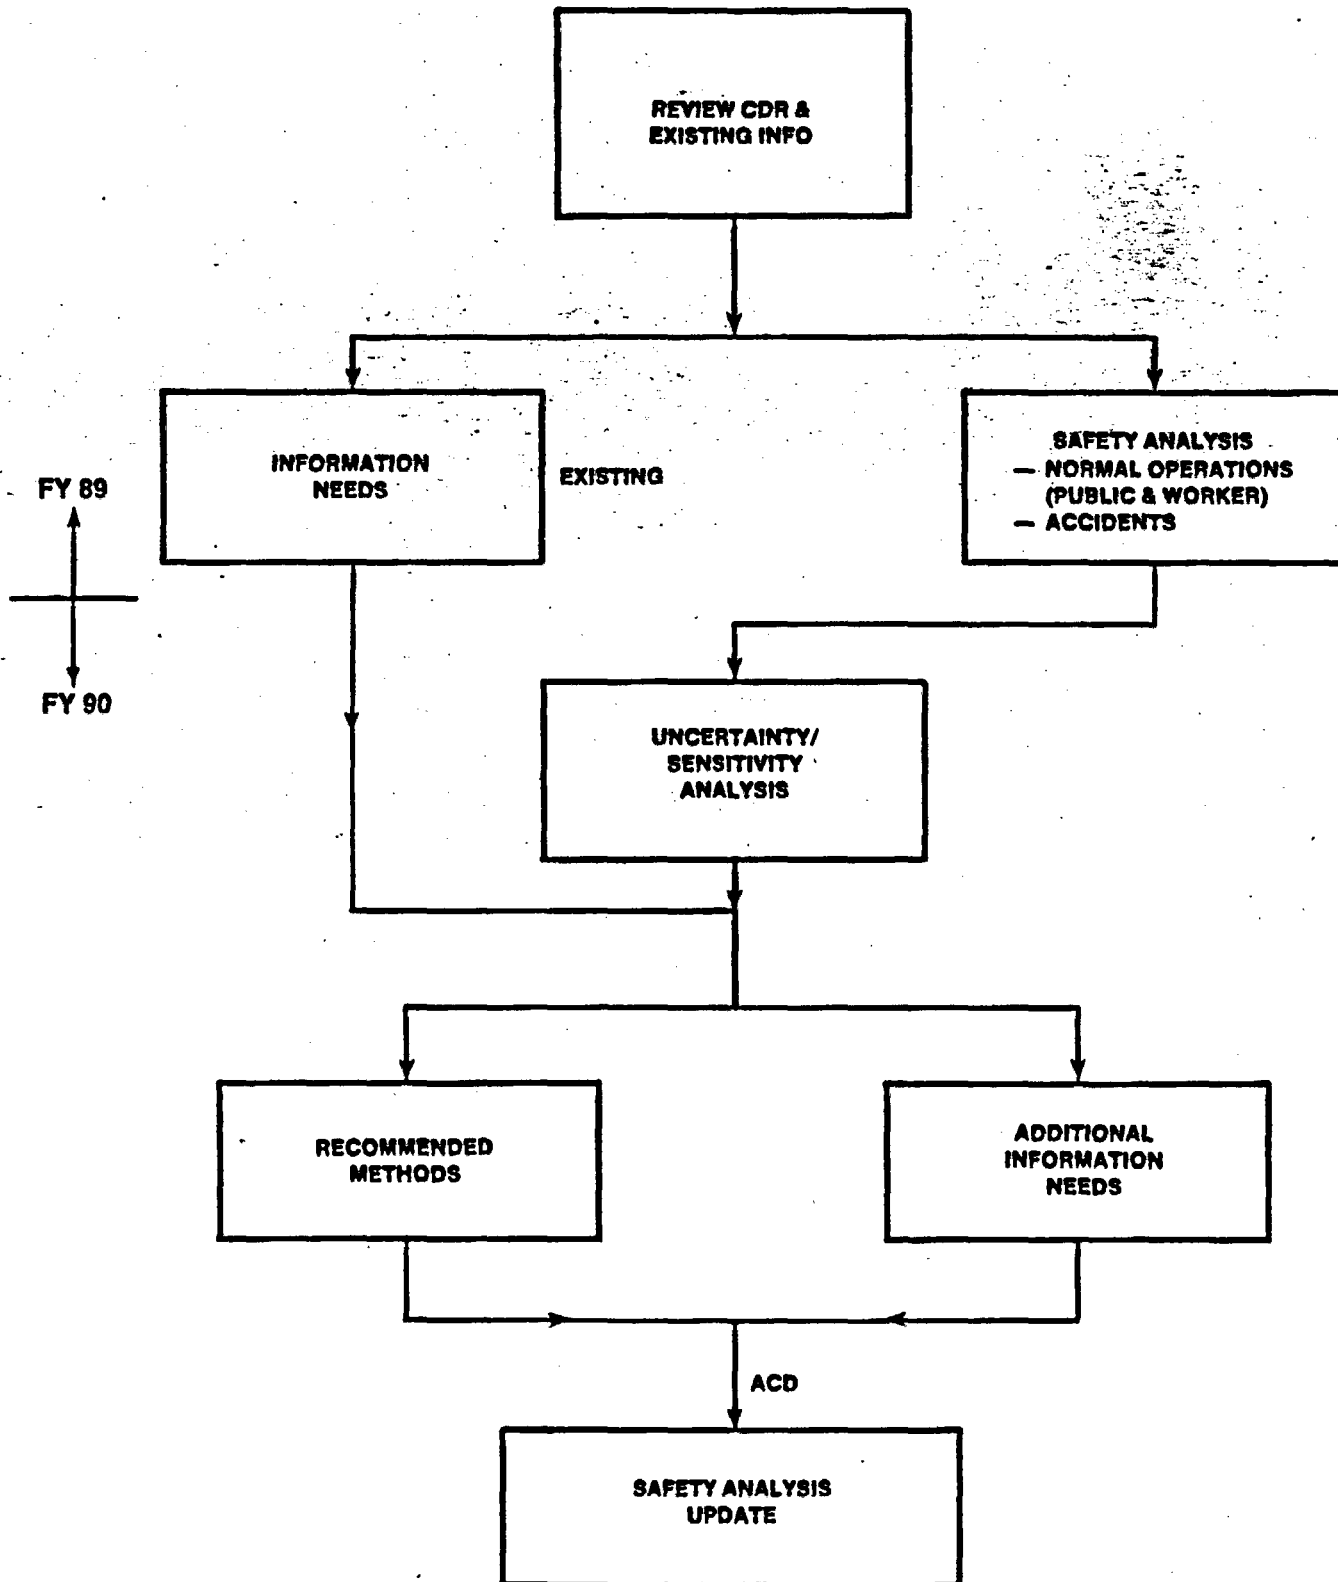 REVIEW CDR &
EXISTING INFO
INFORMATION
NEEDS
EXISTING
SAFETY ANALYSIS
— NORMAL OPERATIONS
(PUBLIC & WORKER)
— ACCIDENTS
FY 89
FY 90
UNCERTAINTY/
SENSITIVITY
ANALYSIS
RECOMMENDED
METHODS
ADDITIONAL
INFORMATION
NEEDS
ACD
SAFETY ANALYSIS
UPDATE